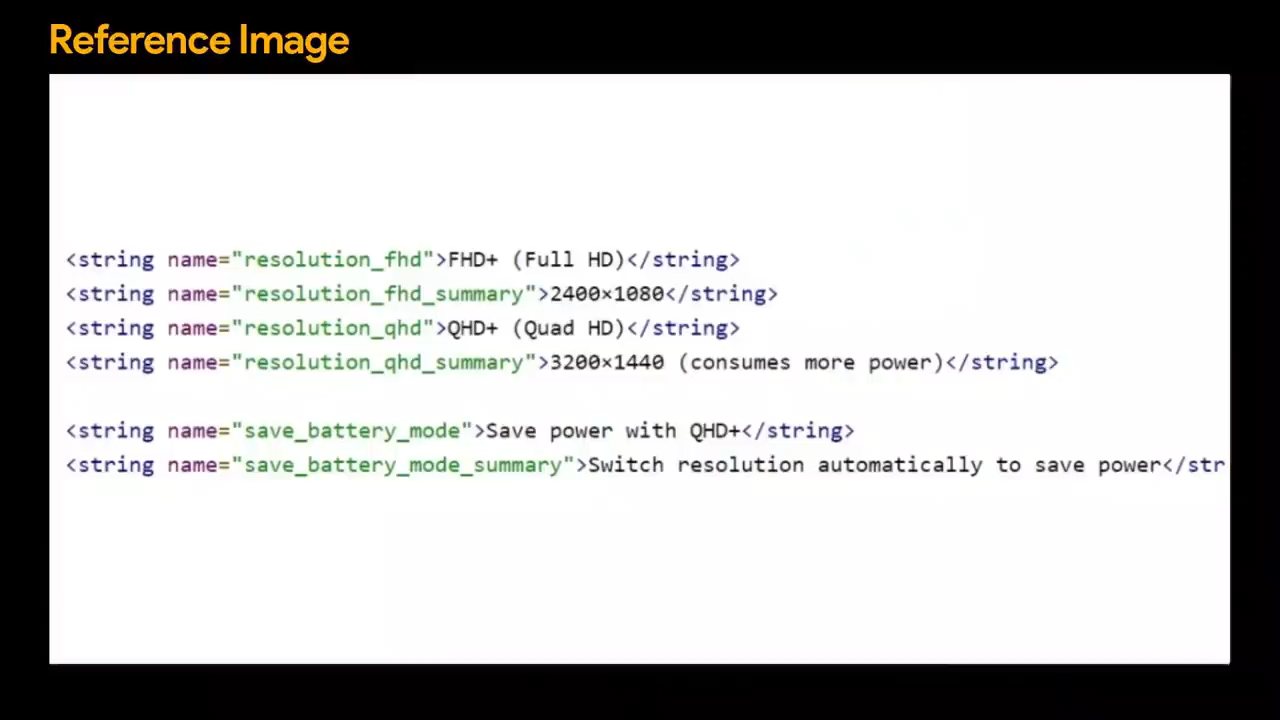 Reference Image
<string name="resolution_fhd">FHD+ (Full HD)</string>
<string name="resolution_fhd_summary">2400×1080</string>
<string name="resolution_qhd">QHD+ (Quad HD)</string>
<string name="resolution_qhd_summary">3200×1440 (consumes more power)</string>
<string name="save_battery_mode">Save power with QHD+</string>
<string name="save_battery_mode_summary">Switch resolution automatically to save power</str